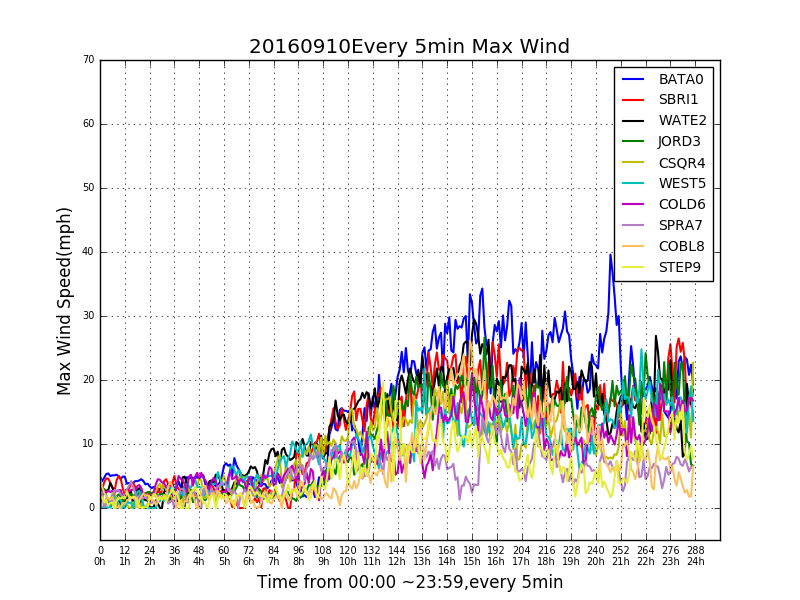 20160910Every 5min Max Wind
70
60
50
40
30
20
10
0
Max Wind Speed(mph)
BATA0
SBRI1
WATE2
JORD3
CSQR4
WEST5
COLD6
SPRA7
COBL8
STEP9
0 12 24 36 48 60 72 84 96 108 120 132 144 156 168 180 192 204 216 228 240 252 264 276 288
0h 1h 2h 3h 4h 5h 6h 7h 8h 9h 10h 11h 12h 13h 14h 15h 16h 17h 18h 19h 20h 21h 22h 23h 24h
Time from 00:00 ~23:59,every 5min